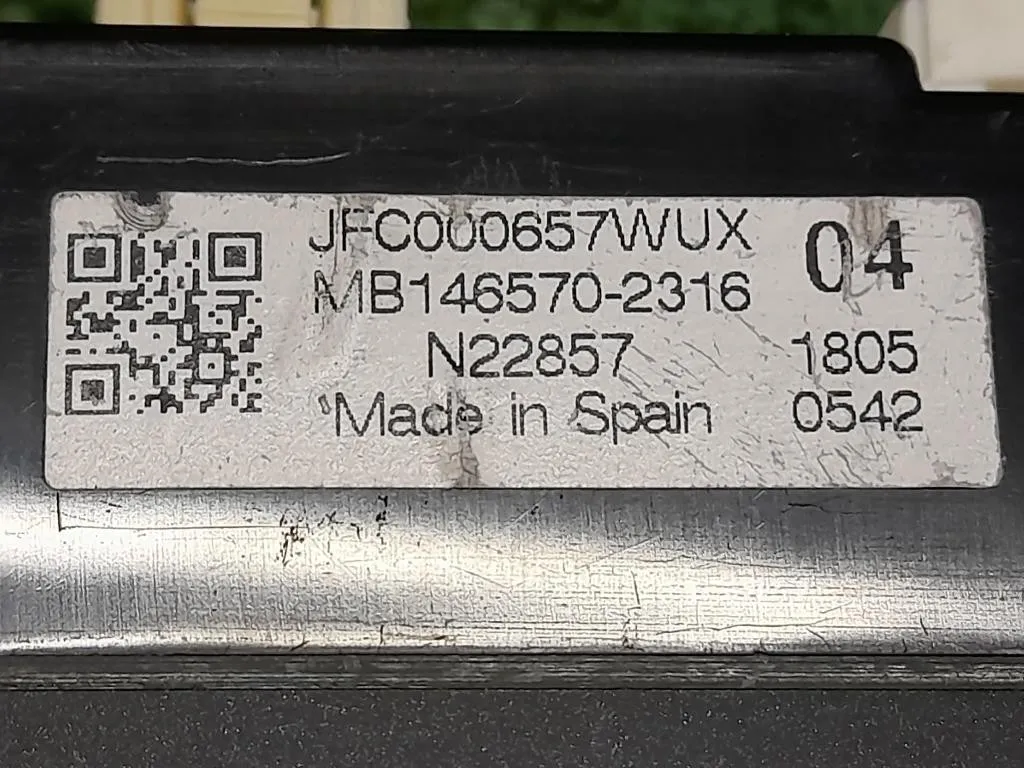 JFC000657WUX 04
MB146570-2316
N22857 1805
Made in Spain 0542